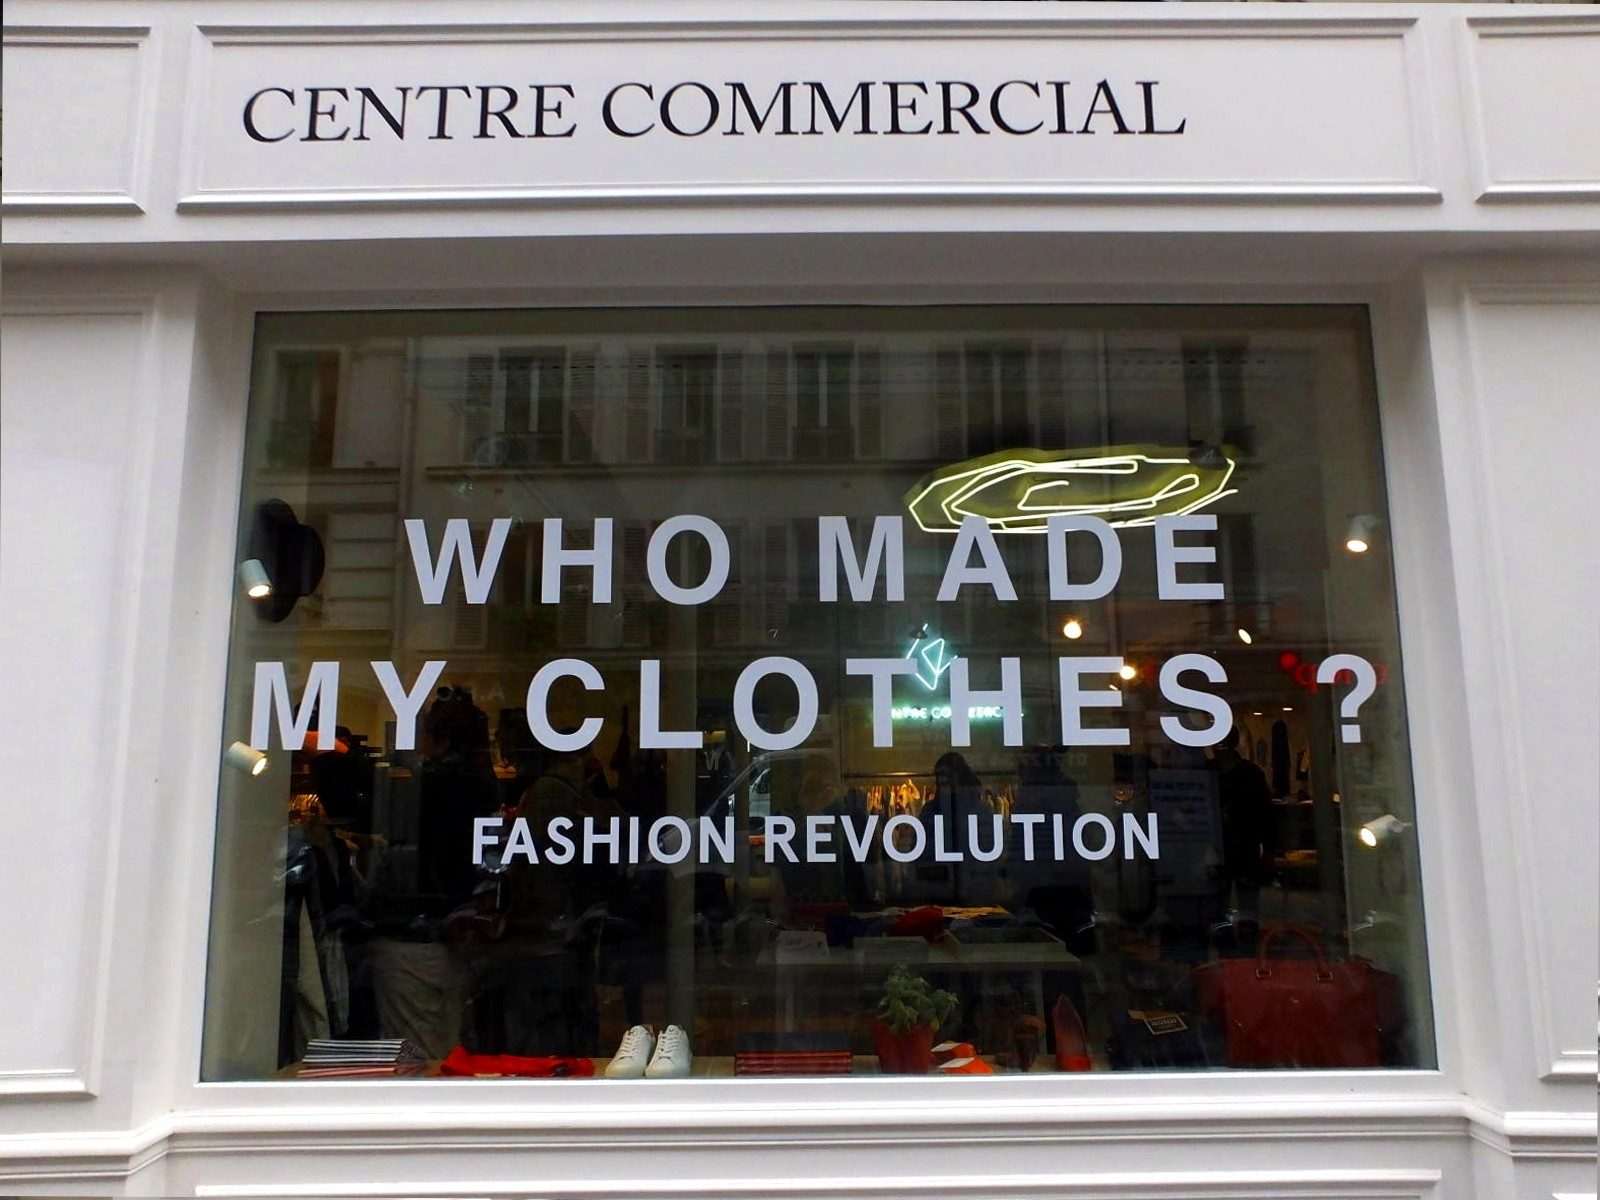 CENTRE COMMERCIAL
WHO MADE
MY CLOTHES ?
FASHION REVOLUTION